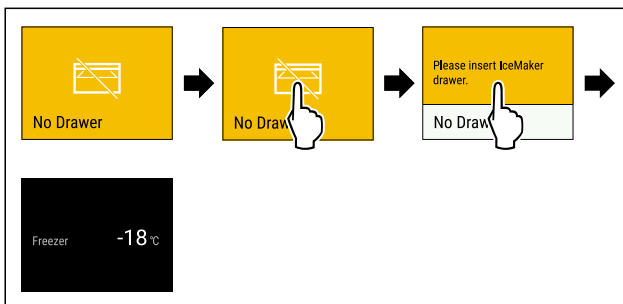 No Drawer
No Draw
Please insert IceMaker
drawer.
No Draw
Freezer -18 °C